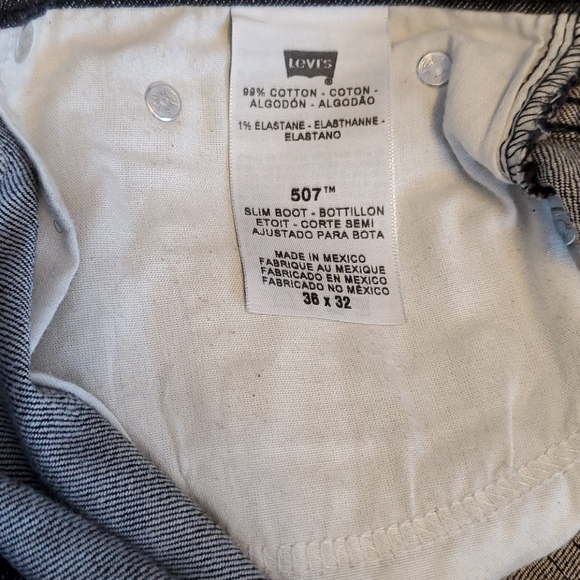 Levi's
99% COTTON - COTON -
ALGODÓN - ALGODÃO
1% ELASTANE - ELASTHANNE -
ELASTANO
507™
SLIM BOOT - BOTTILLON
ETOIT - CORTE SEMI
AJUSTADO PARA BOTA
MADE IN MEXICO
FABRIQUE AU MEXIQUE
FABRICADO EN MEXICO
FABRICADO NO MÉXICO
36 x 32